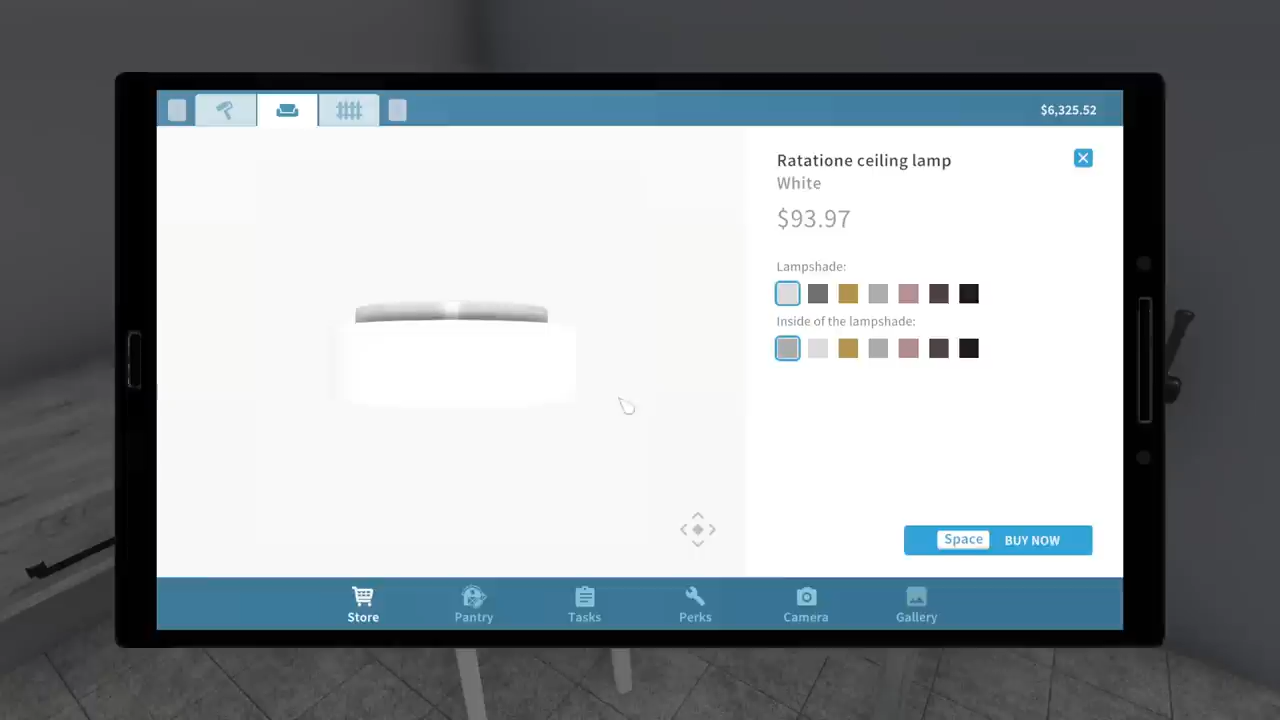 $6,325.52
Ratatione ceiling lamp
White
$93.97
Lampshade:
Inside of the lampshade:
Space BUY NOW
Store Pantry Tasks Perks Camera Gallery